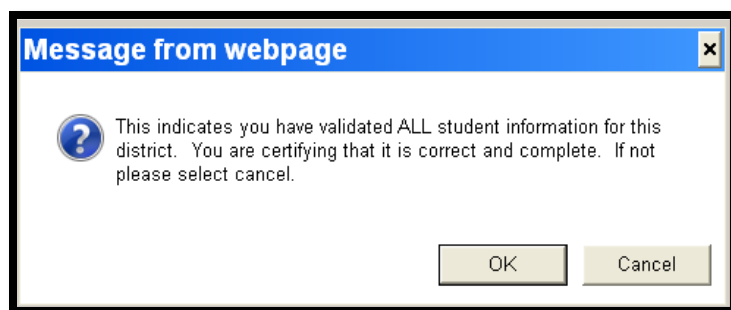 Message from webpage
This indicates you have validated ALL student information for this
district.  You are certifying that it is correct and complete.  If not
please select cancel.
OK
Cancel